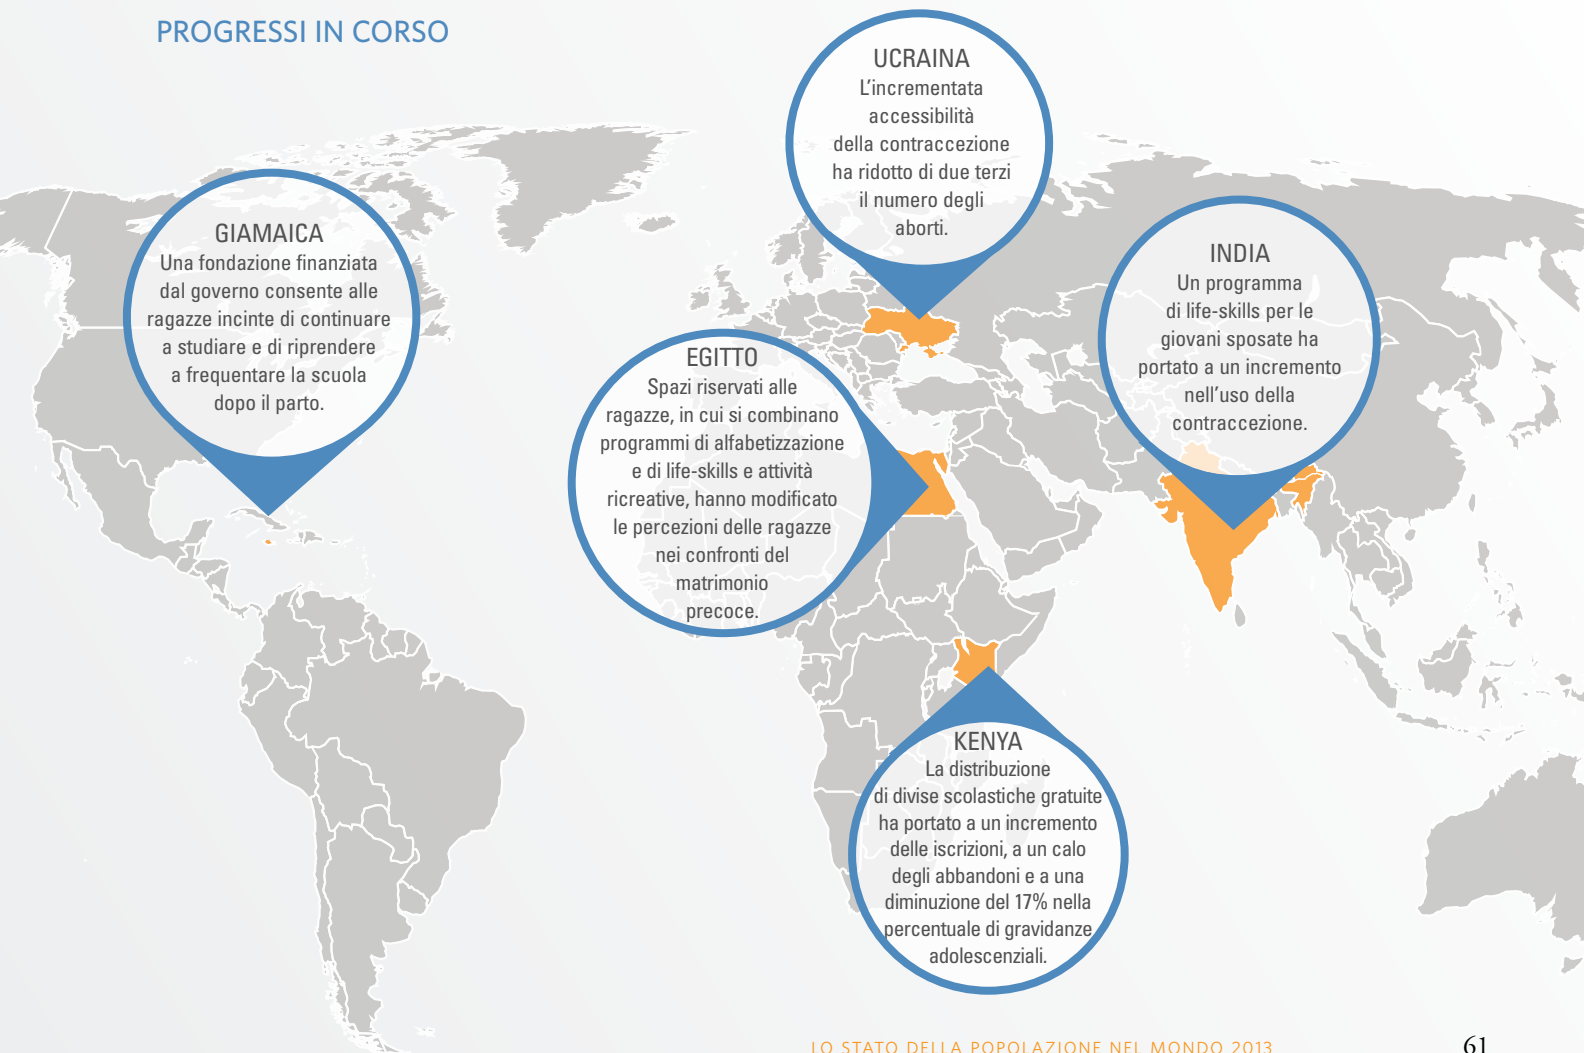 PROGRESSI IN CORSO
UCRAINA
L'incrementata
accessibilità
della contraccezione
ha ridotto di due terzi
il numero degli
aborti.
GIAMAICA
Una fondazione finanziata
dal governo consente alle
ragazze incinte di continuare
a studiare e di riprendere
a frequentare la scuola
dopo il parto.
INDIA
Un programma
di life-skills per le
giovani sposate ha
portato a un incremento
nell'uso della
contraccezione.
EGITTO
Spazi riservati alle
ragazze, in cui si combinano
programmi di alfabetizzazione
e di life-skills e attività
ricreative, hanno modificato
le percezioni delle ragazze
nei confronti del
matrimonio
precoce.
KENYA
La distribuzione
di divise scolastiche gratuite
ha portato a un incremento
delle iscrizioni, a un calo
degli abbandoni e a una
diminuzione del 17% nella
percentuale di gravidanze
adolescenziali.
LO STATO DELLA POPOLAZIONE NEL MONDO 2013
61